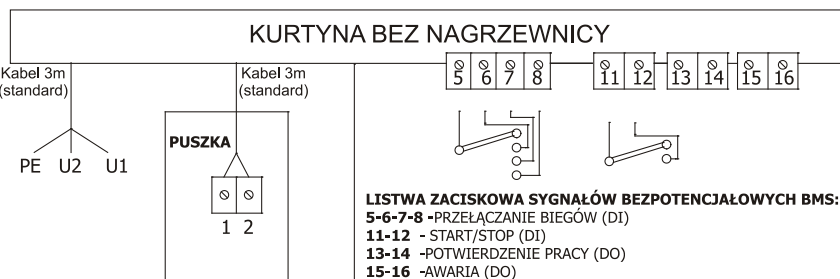 KURTYNA BEZ NAGRZEWNICY
5 6 7 8 11 12 13 14 15 16
Kabel 3m
(standard)
Kabel 3m
(standard)
PUSZKA
PE U2 U1
1 2
LISTWA ZACISKOWA SYGNAŁÓW BEZPOTENCJAŁOWYCH BMS:
5-6-7-8 -PRZEŁĄCZANIE BIEGÓW (DI)
11-12 - START/STOP (DI)
13-14 -POTWIERDZENIE PRACY (DO)
15-16 -AWARIA (DO)